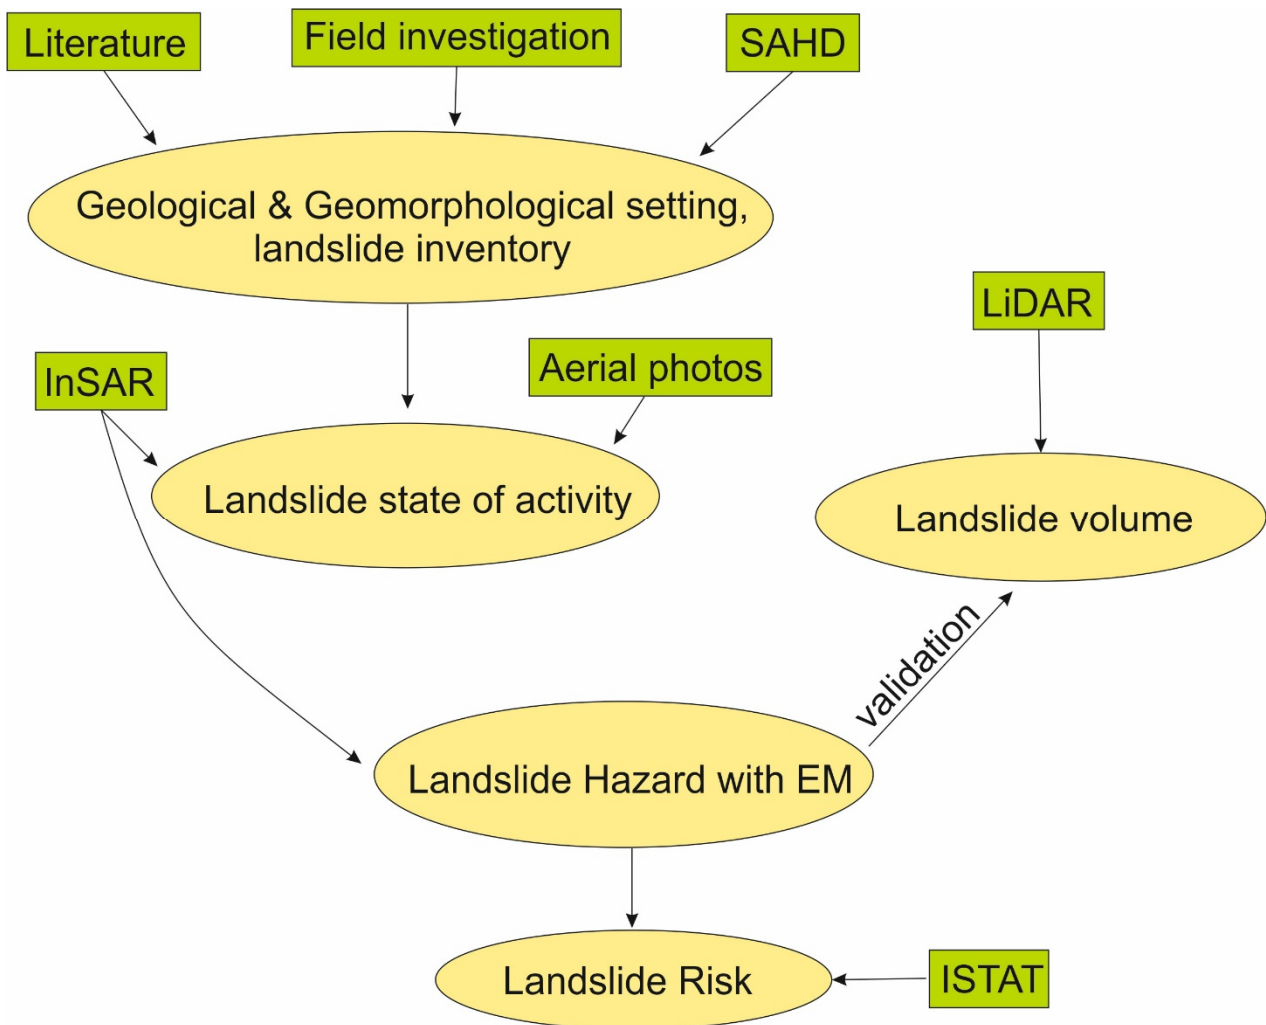 Literature
Field investigation
SAHD
Geological & Geomorphological setting,
landslide inventory
LiDAR
InSAR
Aerial photos
Landslide state of activity
Landslide volume
validation
Landslide Hazard with EM
Landslide Risk
ISTAT